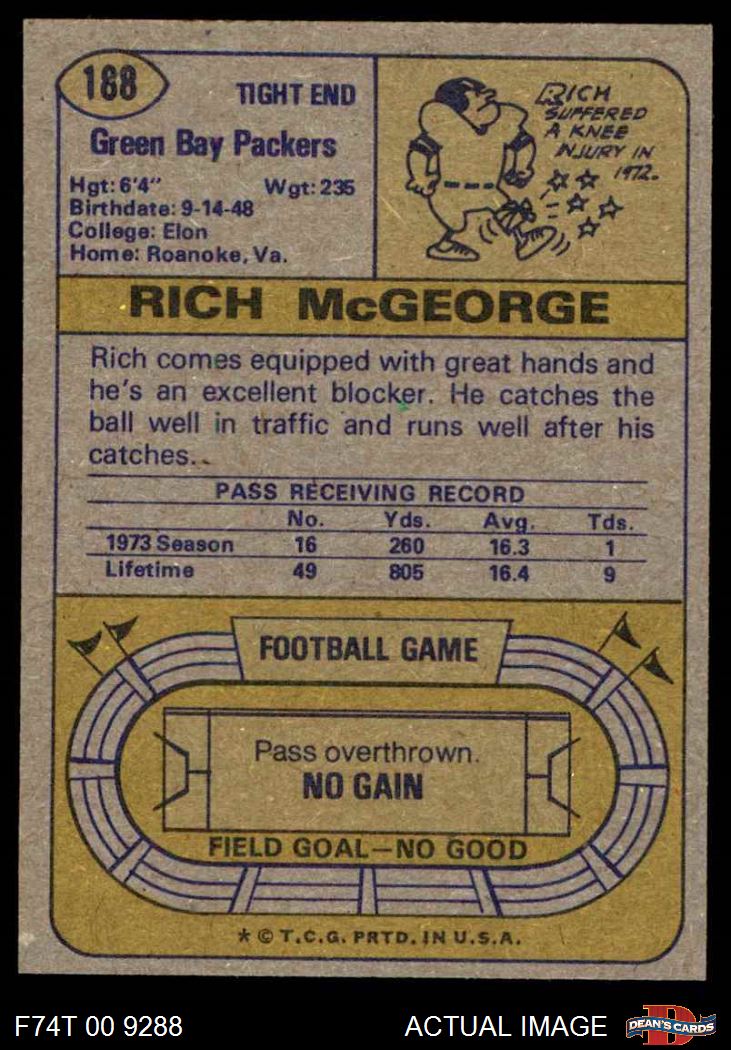 188
TIGHT END
Green Bay Packers
Hgt: 6'4" Wgt: 235
Birthdate: 9-14-48
College: Elon
Home: Roanoke, Va.
RICH
SUFFERED
A KNEE
INJURY IN
1972.
RICH McGEORGE
Rich comes equipped with great hands and
he's an excellent blocker. He catches the
ball well in traffic and runs well after his
catches.
PASS RECEIVING RECORD
No. Yds. Avg. Tds.
1973 Season 16 260 16.3 1
Lifetime 49 805 16.4 9
FOOTBALL GAME
Pass overthrown.
NO GAIN
FIELD GOAL—NO GOOD
* © T.C.G. PRTD. IN U.S.A.
F74T 00 9288 ACTUAL IMAGE
D
DEAN'S CARDS